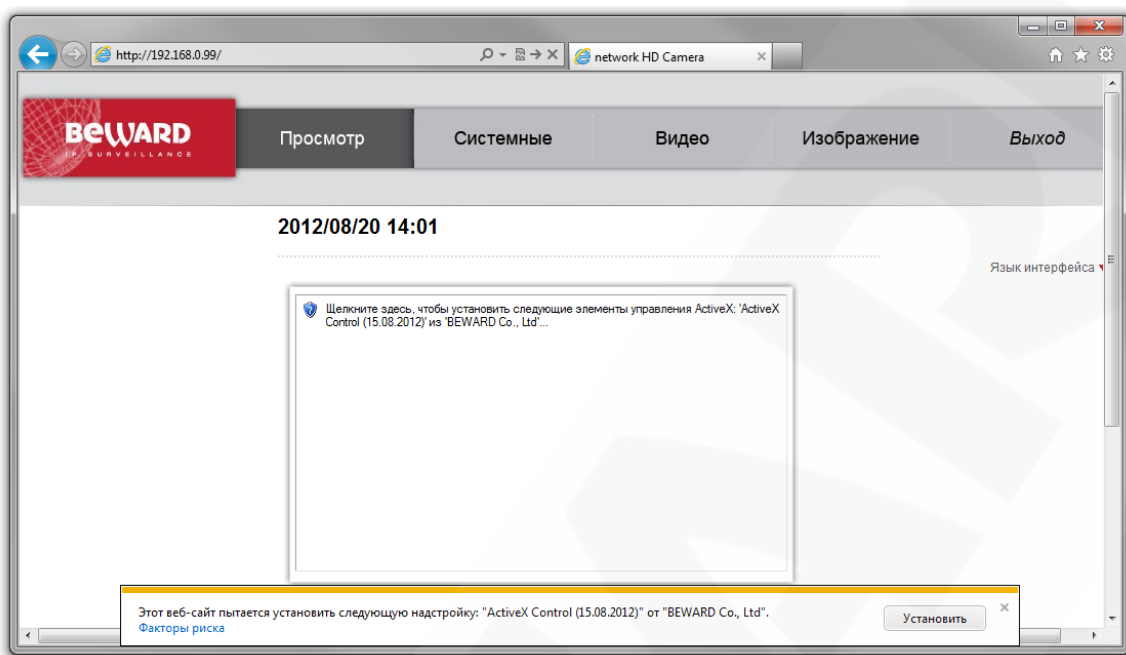 http://192.168.0.99/
network HD Camera
BEWARD
IP SURVEILLANCE
Просмотр
Системные
Видео
Изображение
Выход
2012/08/20 14:01
Язык интерфейса
Щелкните здесь, чтобы установить следующие элементы управления ActiveX: 'ActiveX
Control (15.08.2012)' из 'BEWARD Co., Ltd'...
Этот веб-сайт пытается установить следующую надстройку: "ActiveX Control (15.08.2012)" от "BEWARD Co., Ltd".
Установить
Факторы риска